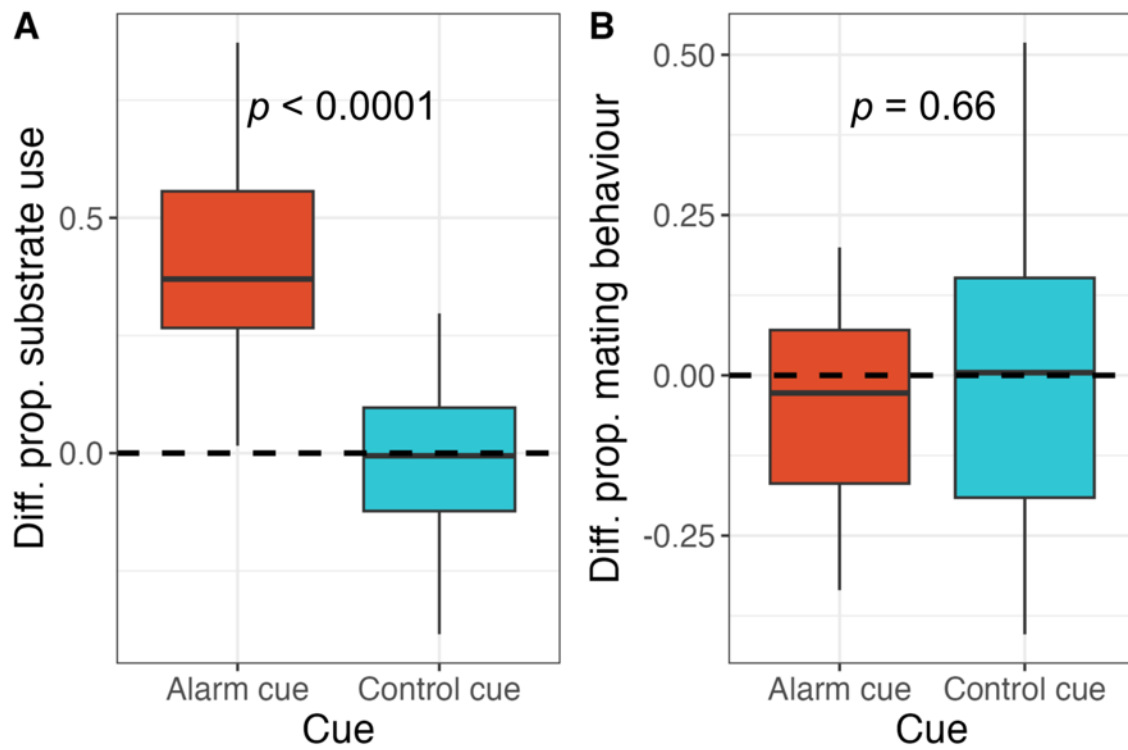 A
Diff. prop. substrate use
0.5
0.0
p < 0.0001
Alarm cue
Control cue
Cue
B
Diff. prop. mating behaviour
0.50
0.25
0.00
-0.25
p = 0.66
Alarm cue
Control cue
Cue